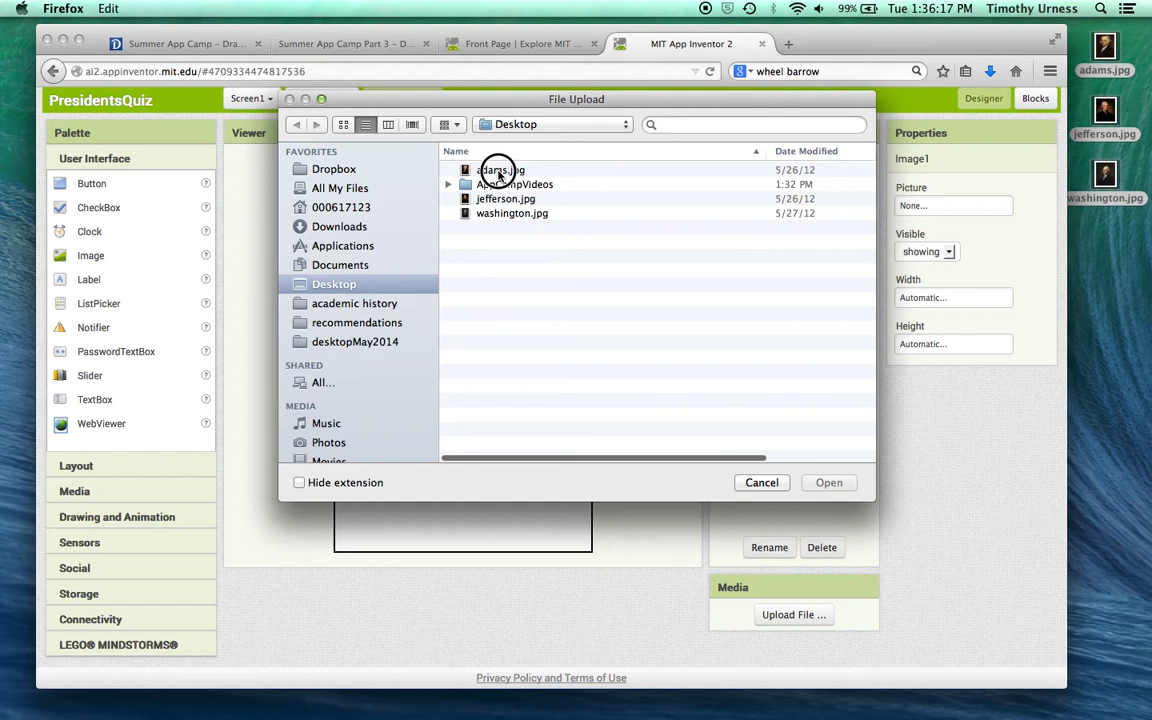 Firefox Edit 99% Tue 1:36:17 PM Timothy Urness
Summer App Camp - Dra... Summer App Camp Part 3 - D... Front Page | Explore MIT ... MIT App Inventor 2
ai2.appinventor.mit.edu/#4709334474817536 wheel barrow
PresidentsQuiz Screen1 File Upload Designer Blocks
Desktop
Palette Viewer Properties
User Interface FAVORITES Name Date Modified Image1
Button Dropbox adams.jpg 5/26/12 Picture
CheckBox All My Files AppCampVideos 1:32 PM None...
Clock 000617123 jefferson.jpg 5/26/12 Visible
Image Downloads washington.jpg 5/27/12 showing
Label Applications Width
ListPicker Documents Automatic...
Notifier Desktop Height
PasswordTextBox academic history Automatic...
Slider recommendations
TextBox desktopMay2014
WebViewer SHARED
All...
MEDIA
Music
Photos
Movies
Layout
Media Hide extension Cancel Open
Drawing and Animation
Sensors Rename Delete
Social
Storage Media
Connectivity Upload File ...
LEGO® MINDSTORMS®
Privacy Policy and Terms of Use
adams.jpg
jefferson.jpg
washington.jpg